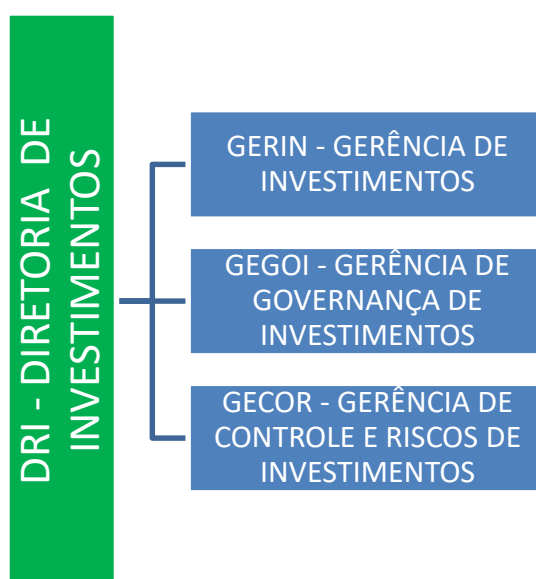 DRI - DIRETORIA DE
INVESTIMENTOS
GERIN - GERÊNCIA DE
INVESTIMENTOS
GEGOI - GERÊNCIA DE
GOVERNANÇA DE
INVESTIMENTOS
GECOR - GERÊNCIA DE
CONTROLE E RISCOS DE
INVESTIMENTOS